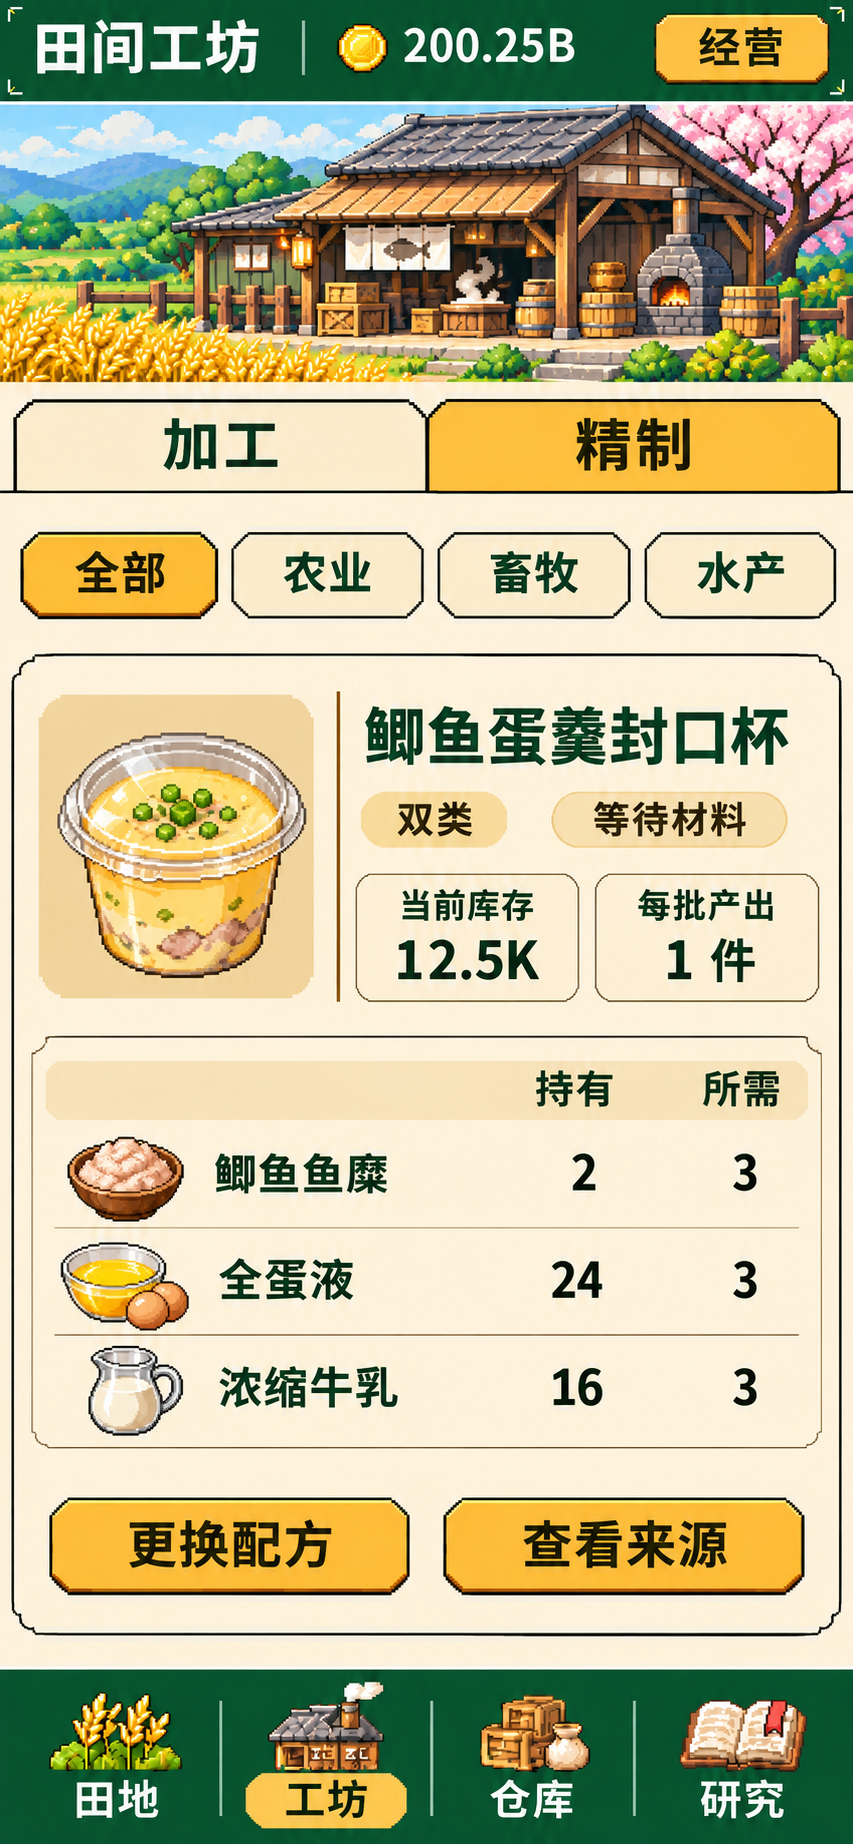 田间工坊
200.25B
经营
加工
精制
全部
农业
畜牧
水产
鲫鱼蛋羹封口杯
双类
等待材料
当前库存
12.5K
每批产出
1 件
持有 所需
鲫鱼鱼糜 2 3
全蛋液 24 3
浓缩牛乳 16 3
更换配方
查看来源
田地
工坊
仓库
研究